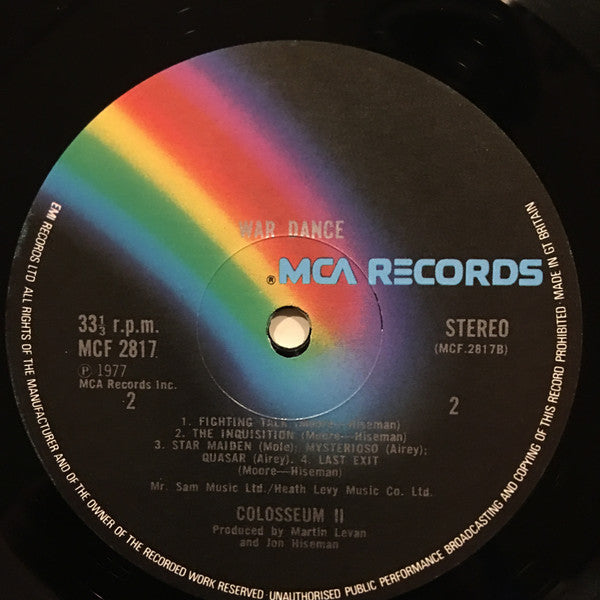 WAR DANCE
® MCA RECORDS
33⅓ r.p.m.
MCF 2817
℗ 1977
MCA Records Inc.
2
STEREO
(MCF.2817B)
2
1. FIGHTING TALK (Moore—Hiseman)
2. THE INQUISITION (Moore—Hiseman)
3. STAR MAIDEN (Mole); MYSTERIOSO (Airey);
QUASAR (Airey). 4. LAST EXIT
(Moore—Hiseman)
Mr. Sam Music Ltd./Heath Levy Music Co. Ltd.
COLOSSEUM II
Produced by Martin Levan
and Jon Hiseman
EMI RECORDS LTD ALL RIGHTS OF THE MANUFACTURER AND OF THE OWNER OF THE RECORDED WORK RESERVED · UNAUTHORISED PUBLIC PERFORMANCE BROADCASTING AND COPYING OF THIS RECORD PROHIBITED · MADE IN GT BRITAIN